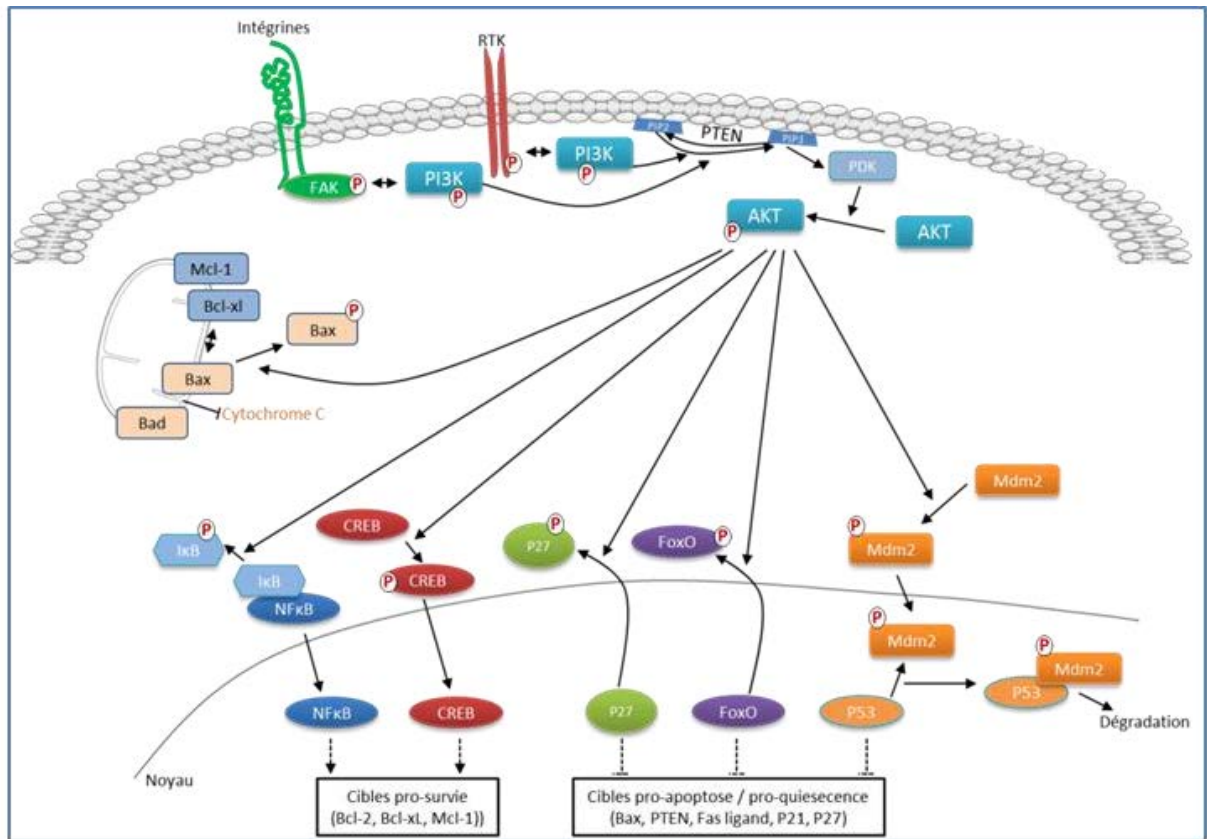 Intégrines
RTK
PIP2
PTEN
PIP3
P
PI3K
P
FAK
P
PI3K
P
PDK
AKT
P
AKT
Mcl-1
Bcl-xl
P
Bax
Bax
Cytochrome C
Bad
Mdm2
P
IκB
CREB
P
P27
FoxO
P
P
Mdm2
IκB
NFκB
P
CREB
P
Mdm2
P
Mdm2
P53
NFκB
CREB
P27
FoxO
P53
Dégradation
Noyau
Cibles pro-survie
(Bcl-2, Bcl-xL, Mcl-1))
Cibles pro-apoptose / pro-quiesecence
(Bax, PTEN, Fas ligand, P21, P27)